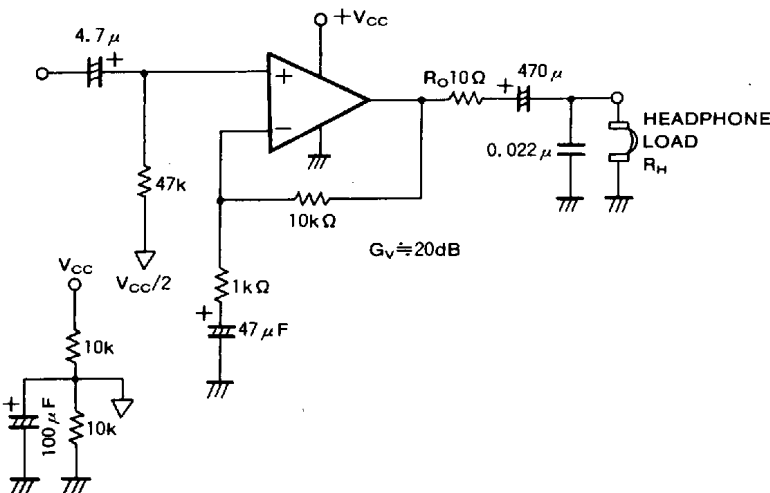 +Vcc
4.7μ
+
+
−
Ro10Ω
+
470μ
HEADPHONE
LOAD
RH
0.022μ
47k
10kΩ
Gv≒20dB
Vcc/2
Vcc
1kΩ
+
47μF
10k
+
100μF
10k